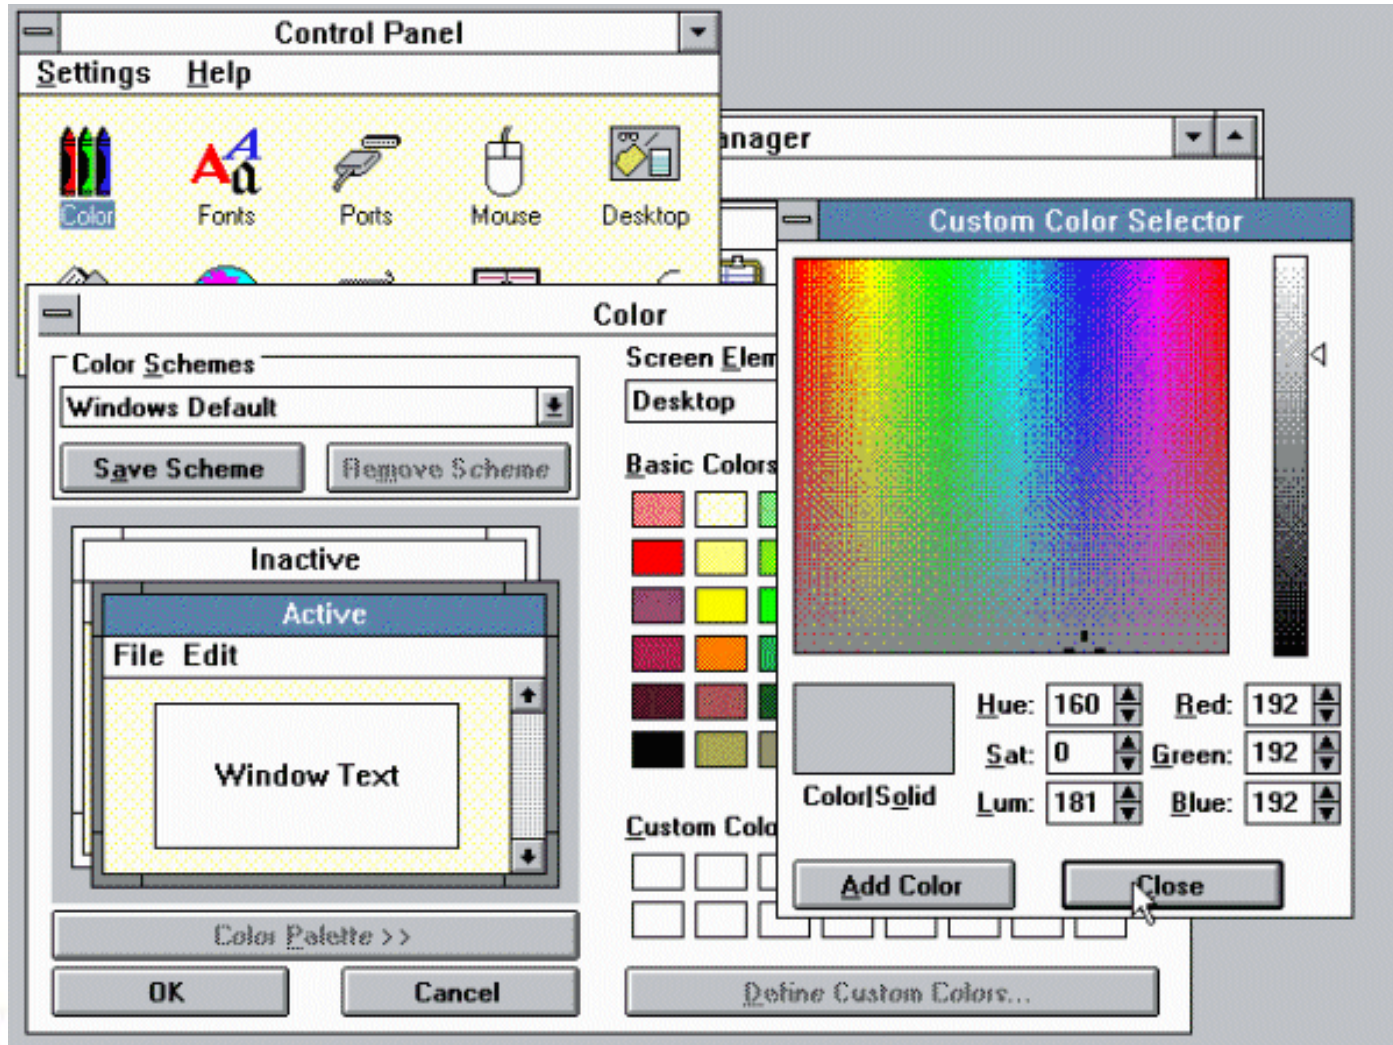 Control Panel
Settings Help
Color Fonts Ports Mouse Desktop
anager
Custom Color Selector
Color
Color Schemes
Windows Default
Save Scheme Remove Scheme
Inactive
Active
File Edit
Window Text
Color Palette >>
OK Cancel
Screen Elem
Desktop
Basic Colors
Custom Colo
Define Custom Colors...
Color|Solid
Hue: 160 Red: 192
Sat: 0 Green: 192
Lum: 181 Blue: 192
Add Color Close